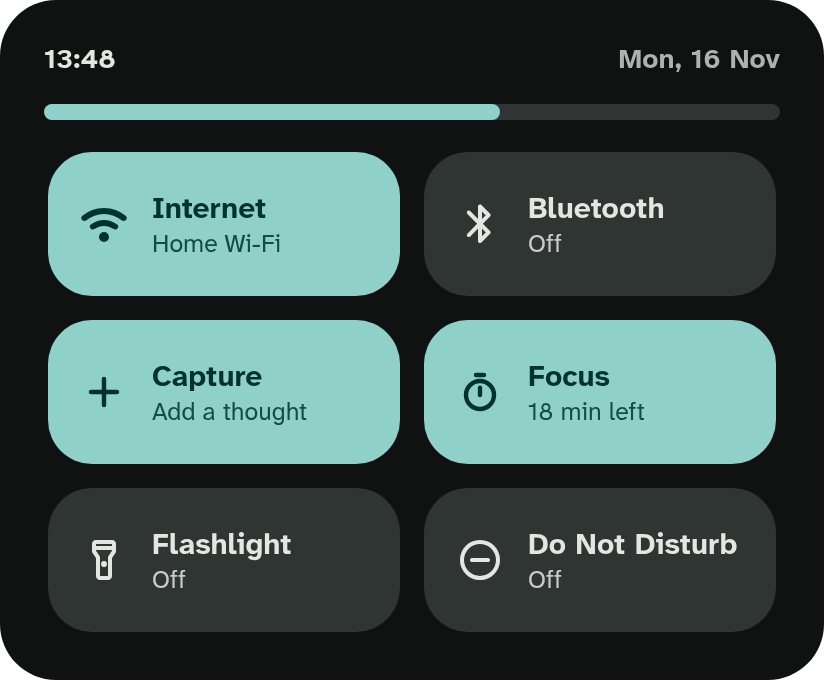 13:48
Mon, 16 Nov
Internet
Home Wi-Fi
Bluetooth
Off
Capture
Add a thought
Focus
18 min left
Flashlight
Off
Do Not Disturb
Off